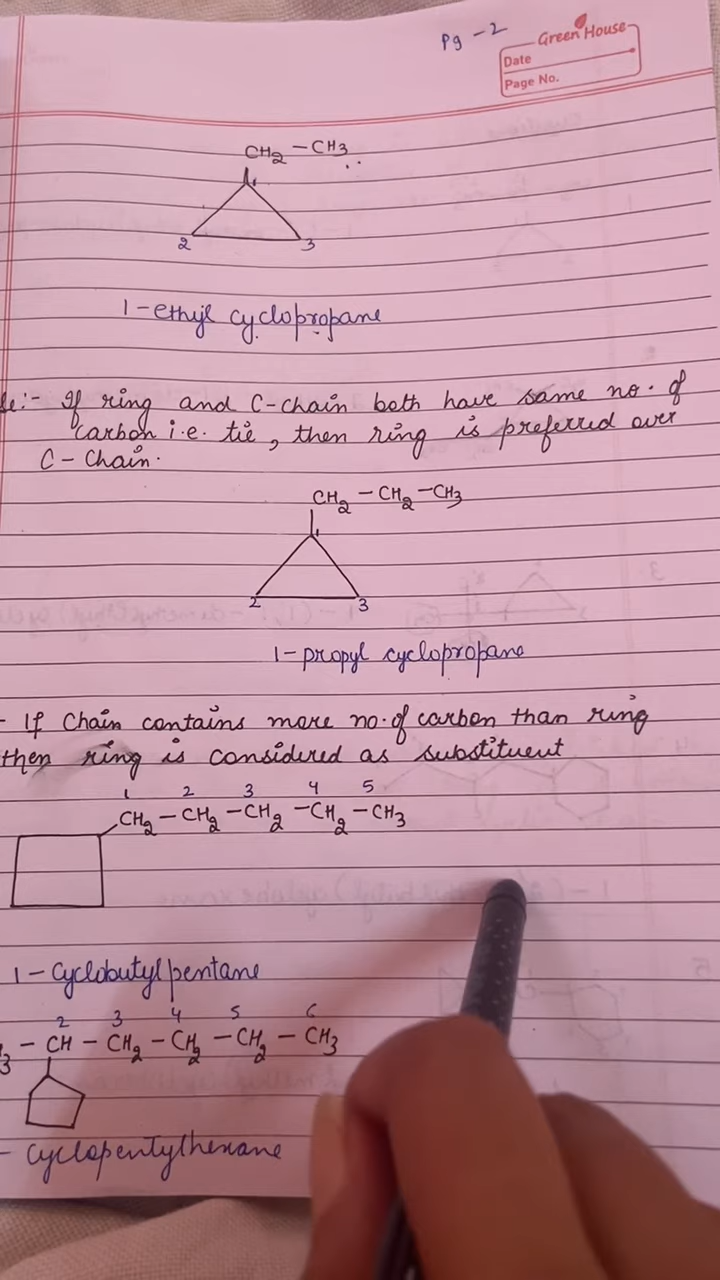 Pg -2
Green House
Date
Page No.
CH2 - CH3
1
2 3
1-ethyl cyclopropane
:- If ring and C-chain both have same no. of
carbon i.e. tie, then ring is preferred over
C-Chain.
CH2 - CH2 - CH3
1
2 3
1-propyl cyclopropane
- If Chain contains more no. of carbon than ring
then ring is considered as substituent
1 2 3 4 5
CH2 - CH2 - CH2 - CH2 - CH3
1-Cyclobutylpentane
2 3 4 5 6
3 - CH - CH2 - CH2 - CH2 - CH3
- Cyclopentylhexane